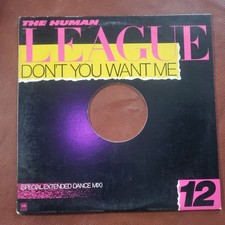 THE HUMAN
LEAGUE
DON'T YOU WANT ME
(SPECIAL EXTENDED DANCE MIX)
12